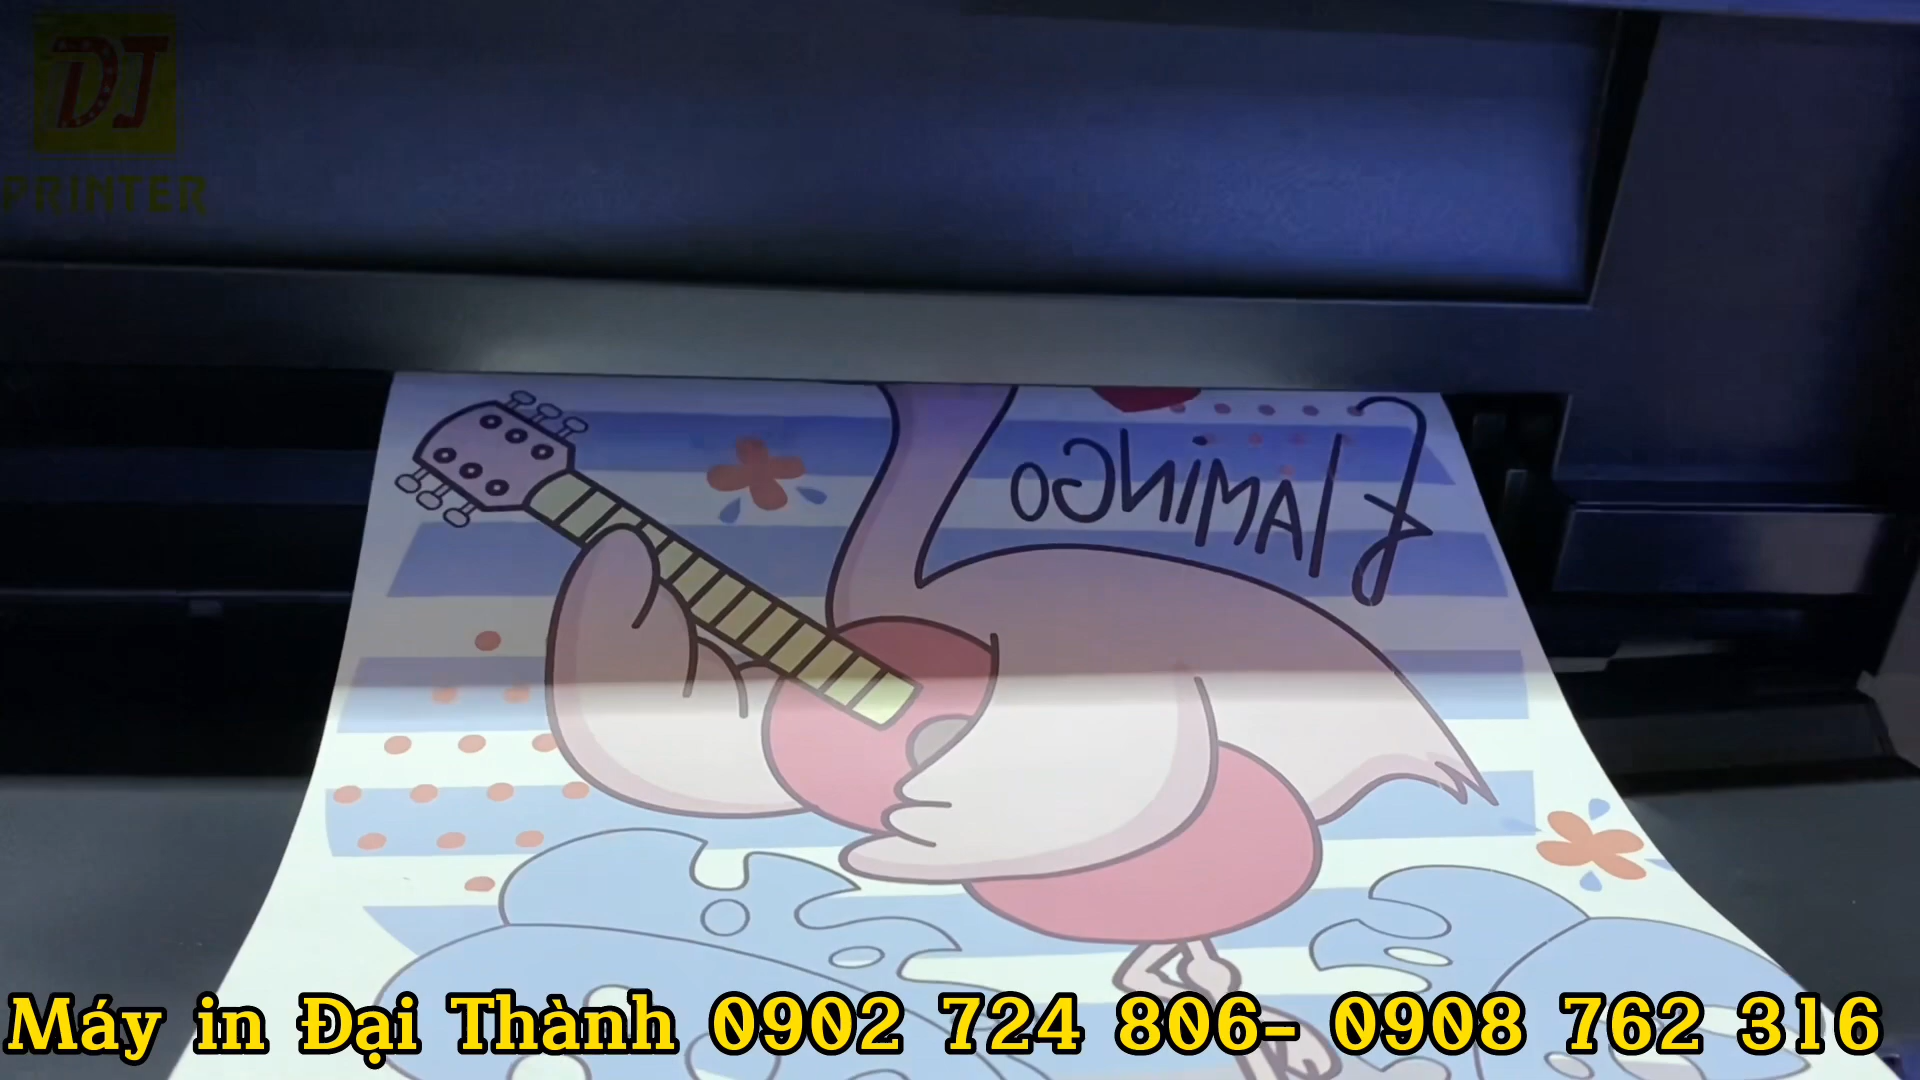 DJ
PRINTER
FLAMINGO
Máy in Đại Thành 0902 724 806- 0908 762 316